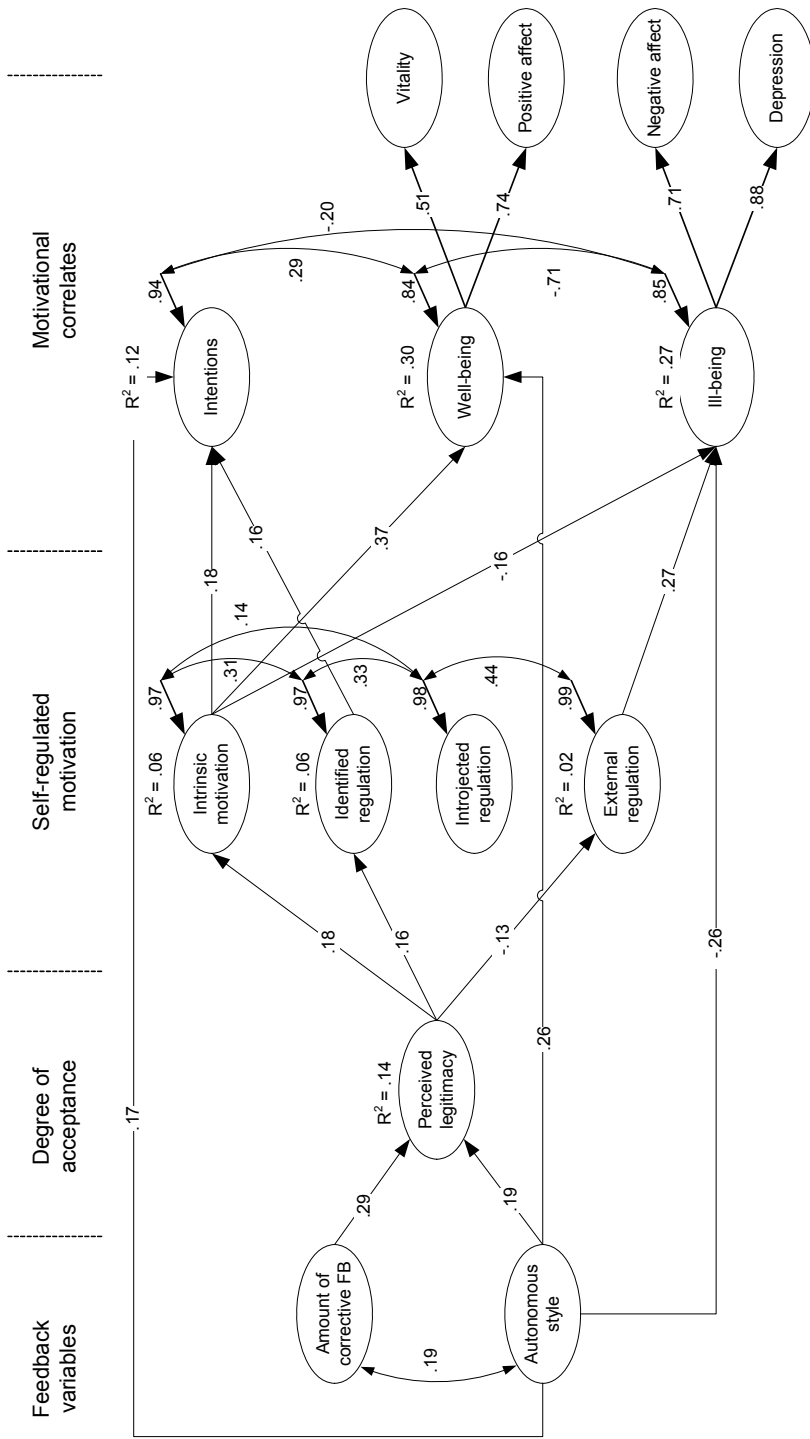 Feedback
variables
Degree of
acceptance
Self-regulated
motivation
Motivational
correlates
.17
Amount of
corrective FB
.19
Autonomous
style
.29
.19
R² = .14
Perceived
legitimacy
.18
.16
-.13
.26
-.26
R² = .06
Intrinsic
motivation
.97
R² = .06
Identified
regulation
.97
Introjected
regulation
.98
R² = .02
External
regulation
.99
.31
.14
.33
.44
.18
.16
.37
-.16
.27
R² = .12
Intentions
.94
R² = .30
Well-being
.84
R² = .27
Ill-being
.85
.29
-.20
-.71
.51
.74
.71
.88
Vitality
Positive affect
Negative affect
Depression